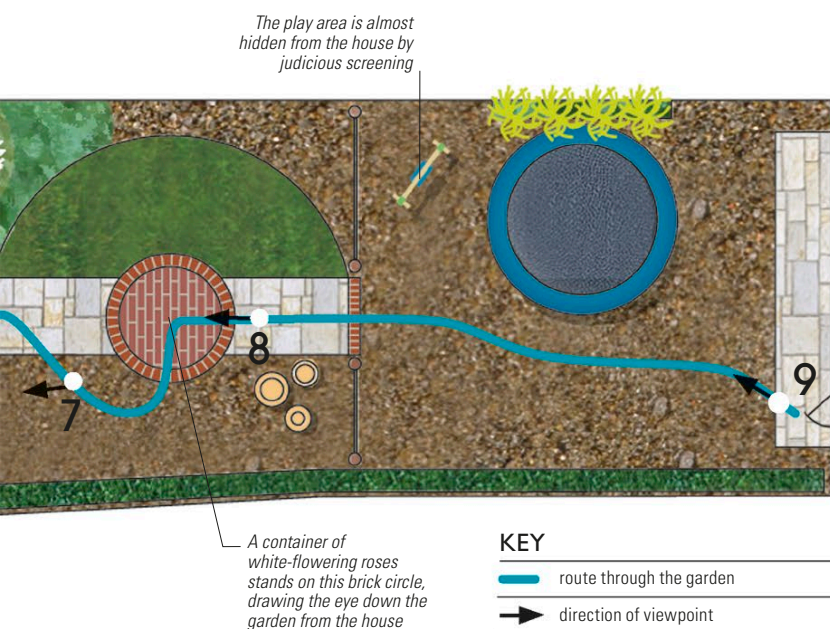 The play area is almost
hidden from the house by
judicious screening
8
9
7
A container of
white-flowering roses
stands on this brick circle,
drawing the eye down the
garden from the house
KEY
route through the garden
direction of viewpoint